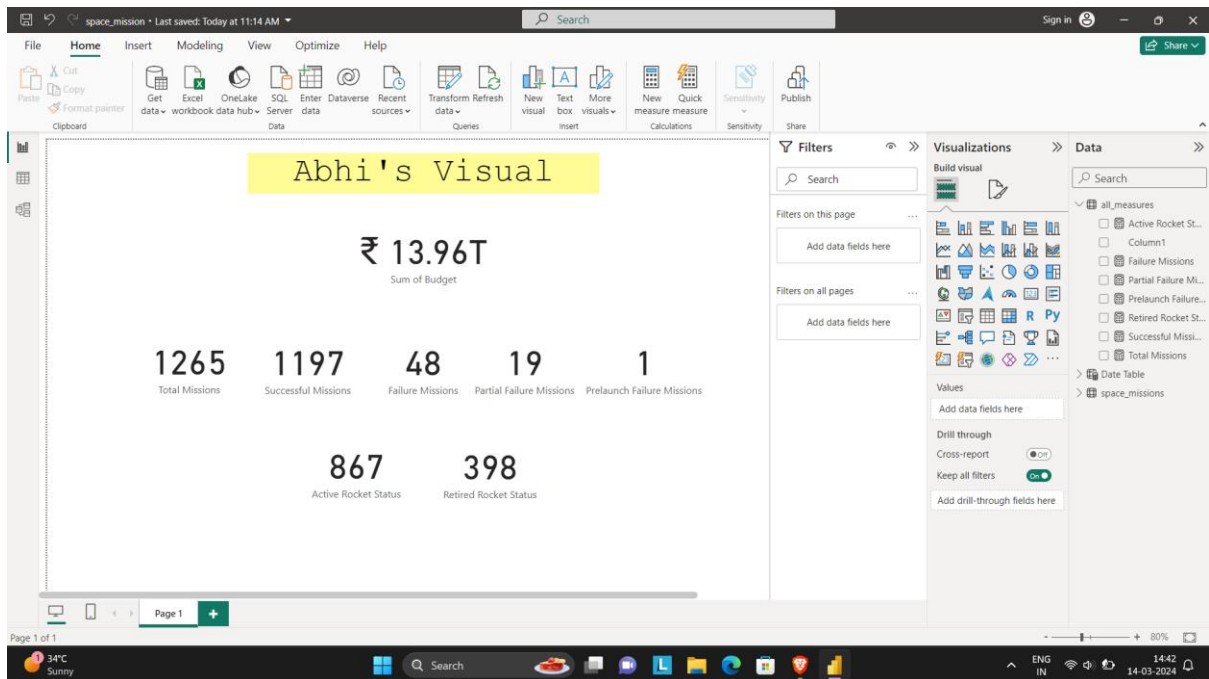 space_mission • Last saved: Today at 11:14 AM
Search
Sign in
File Home Insert Modeling View Optimize Help
Share
Paste
Cut
Copy
Format painter
Clipboard
Get data
Excel workbook
OneLake data hub
SQL Server
Enter data
Dataverse
Recent sources
Data
Transform data
Refresh
Queries
New visual
Text box
More visuals
Insert
New measure
Quick measure
Calculations
Sensitivity
Sensitivity
Publish
Share
Abhi's Visual
₹ 13.96T
Sum of Budget
1265
Total Missions
1197
Successful Missions
48
Failure Missions
19
Partial Failure Missions
1
Prelaunch Failure Missions
867
Active Rocket Status
398
Retired Rocket Status
Filters
Search
Filters on this page
...
Add data fields here
Filters on all pages
...
Add data fields here
Visualizations
Build visual
123
R Py
...
Values
Add data fields here
Drill through
Cross-report
Off
Keep all filters
On
Add drill-through fields here
Data
Search
all_measures
Active Rocket St...
Column1
Failure Missions
Partial Failure Mi...
Prelaunch Failure...
Retired Rocket St...
Successful Missi...
Total Missions
Date Table
space_missions
Page 1
+
Page 1 of 1
- + 80%
1
34°C
Sunny
Search
L
ENG
IN
14:42
14-03-2024